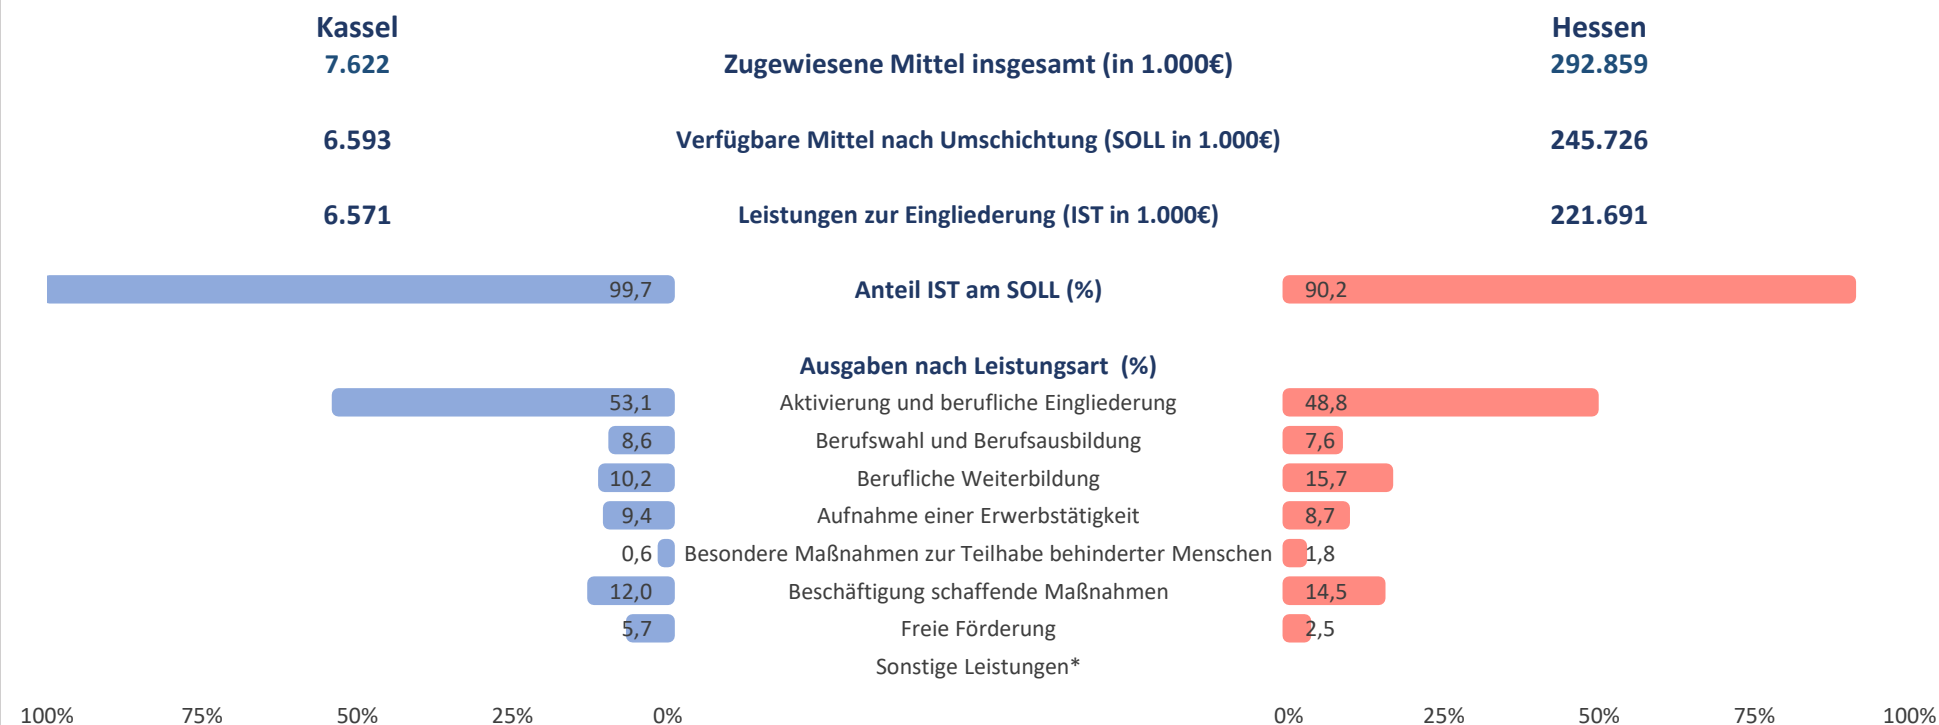 Kassel Hessen
7.622 Zugewiesene Mittel insgesamt (in 1.000€) 292.859
6.593 Verfügbare Mittel nach Umschichtung (SOLL in 1.000€) 245.726
6.571 Leistungen zur Eingliederung (IST in 1.000€) 221.691
99,7 Anteil IST am SOLL (%) 90,2
Ausgaben nach Leistungsart (%)
53,1 Aktivierung und berufliche Eingliederung 48,8
8,6 Berufswahl und Berufsausbildung 7,6
10,2 Berufliche Weiterbildung 15,7
9,4 Aufnahme einer Erwerbstätigkeit 8,7
0,6 Besondere Maßnahmen zur Teilhabe behinderter Menschen 1,8
12,0 Beschäftigung schaffende Maßnahmen 14,5
5,7 Freie Förderung 2,5
Sonstige Leistungen*
100% 75% 50% 25% 0% 0% 25% 50% 75% 100%